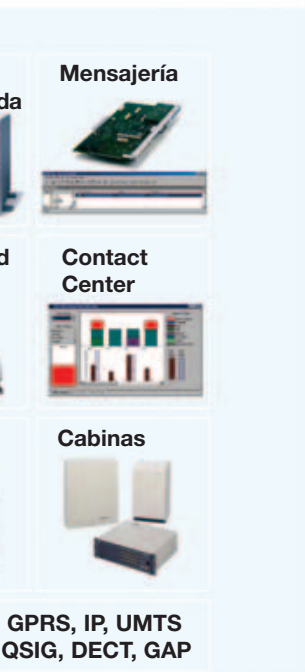 Mensajería
da
d
Contact
Center
Cabinas
GPRS, IP, UMTS
QSIG, DECT, GAP